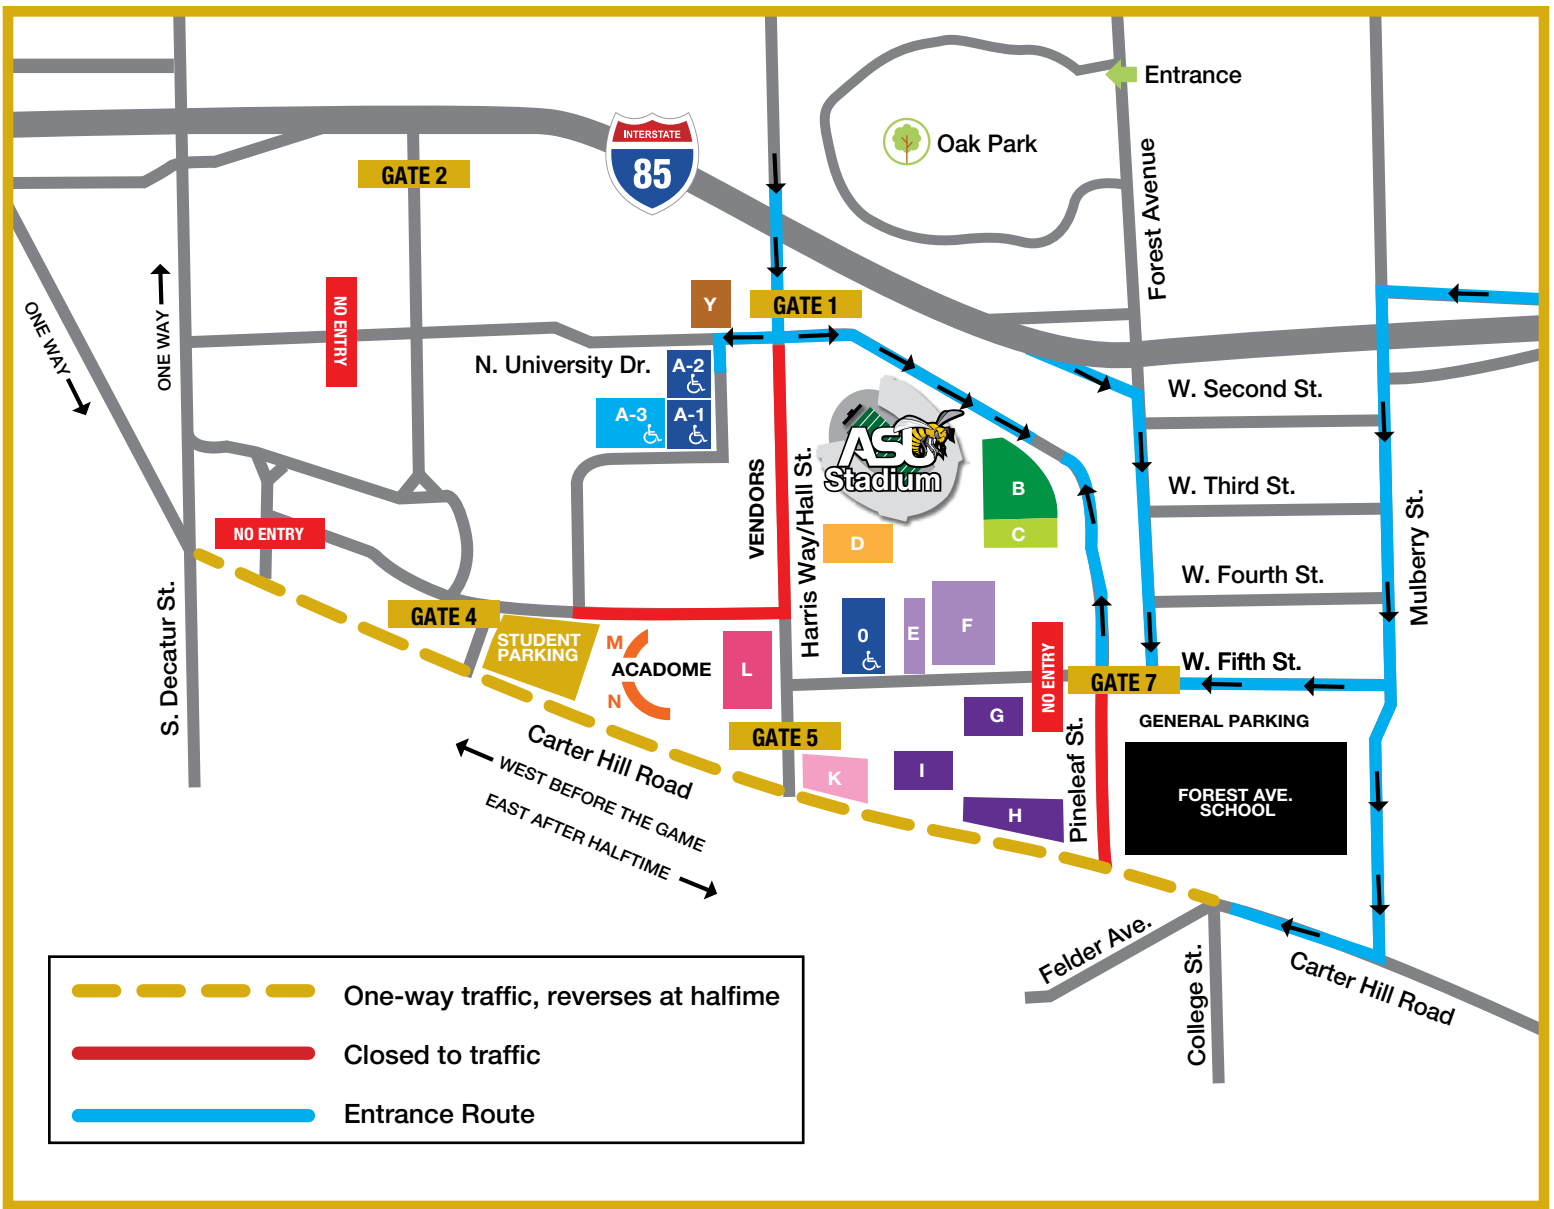 Entrance
INTERSTATE
85
Oak Park
GATE 2
Forest Avenue
ONE WAY
ONE WAY
NO ENTRY
Y
GATE 1
N. University Dr.
A-2
A-3
A-1
W. Second St.
ASU
Stadium
VENDORS
Harris Way/Hall St.
B
C
D
W. Third St.
Mulberry St.
NO ENTRY
W. Fourth St.
S. Decatur St.
GATE 4
STUDENT
PARKING
M
ACADOME
N
L
0
E
F
NO ENTRY
W. Fifth St.
GATE 7
G
GENERAL PARKING
GATE 5
Pineleaf St.
K
I
H
FOREST AVE.
SCHOOL
Carter Hill Road
WEST BEFORE THE GAME
EAST AFTER HALFTIME
Felder Ave.
College St.
Carter Hill Road
One-way traffic, reverses at halfime
Closed to traffic
Entrance Route